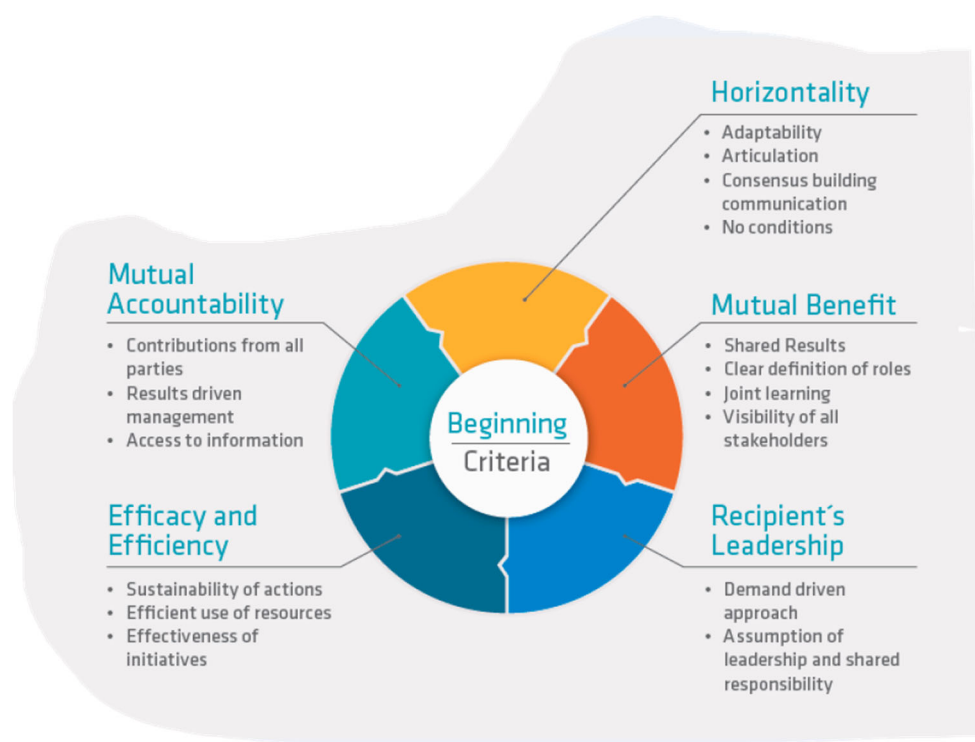 Horizontality
• Adaptability
• Articulation
• Consensus building
communication
• No conditions
Mutual
Accountability
• Contributions from all
parties
• Results driven
management
• Access to information
Mutual Benefit
• Shared Results
• Clear definition of roles
• Joint learning
• Visibility of all
stakeholders
Beginning
Criteria
Efficacy and
Efficiency
• Sustainability of actions
• Efficient use of resources
• Effectiveness of
initiatives
Recipient´s
Leadership
• Demand driven
approach
• Assumption of
leadership and shared
responsibility